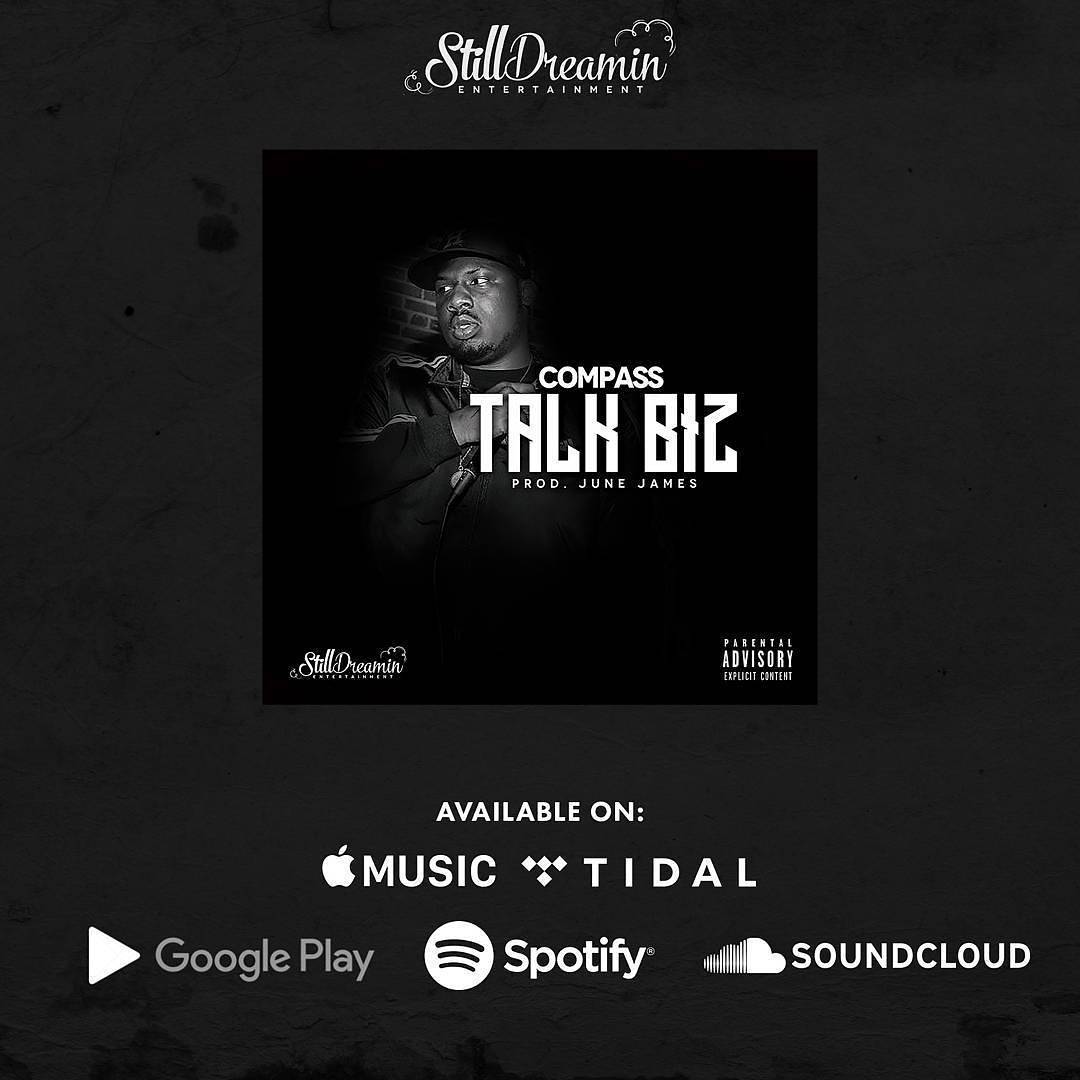 StillDreamin
ENTERTAINMENT
COMPASS
TALK BIZ
PROD. JUNE JAMES
StillDreamin
ENTERTAINMENT
PARENTAL
ADVISORY
EXPLICIT CONTENT
AVAILABLE ON:
MUSIC TIDAL
Google Play Spotify® SOUNDCLOUD